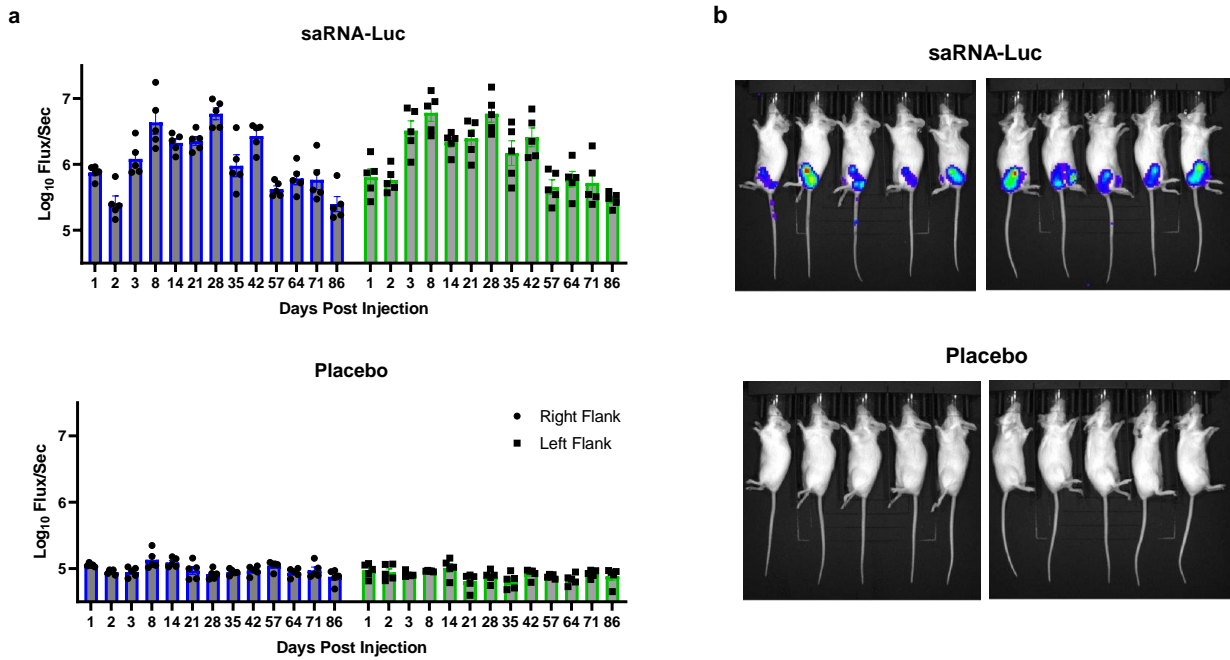 a
saRNA-Luc
Log10 Flux/Sec
7
6
5
1 2 3 8 14 21 28 35 42 57 64 71 86 1 2 3 8 14 21 28 35 42 57 64 71 86
Days Post Injection
Placebo
Right Flank
Left Flank
Log10 Flux/Sec
7
6
5
1 2 3 8 14 21 28 35 42 57 64 71 86 1 2 3 8 14 21 28 35 42 57 64 71 86
Days Post Injection
b
saRNA-Luc
Placebo